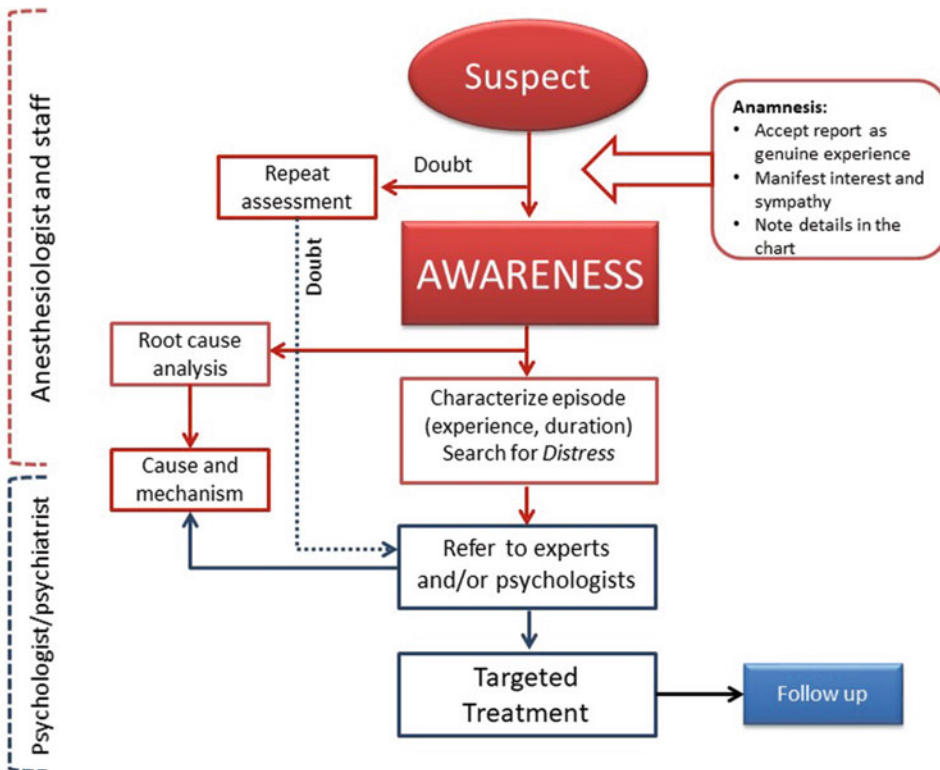 Suspect
Anamnesis:
• Accept report as
genuine experience
• Manifest interest and
sympathy
• Note details in the
chart
Doubt
Repeat
assessment
Doubt
AWARENESS
Anesthesiologist and staff
Root cause
analysis
Characterize episode
(experience, duration)
Search for Distress
Cause and
mechanism
Refer to experts
and/or psychologists
Psychologist/psychiatrist
Targeted
Treatment
Follow up